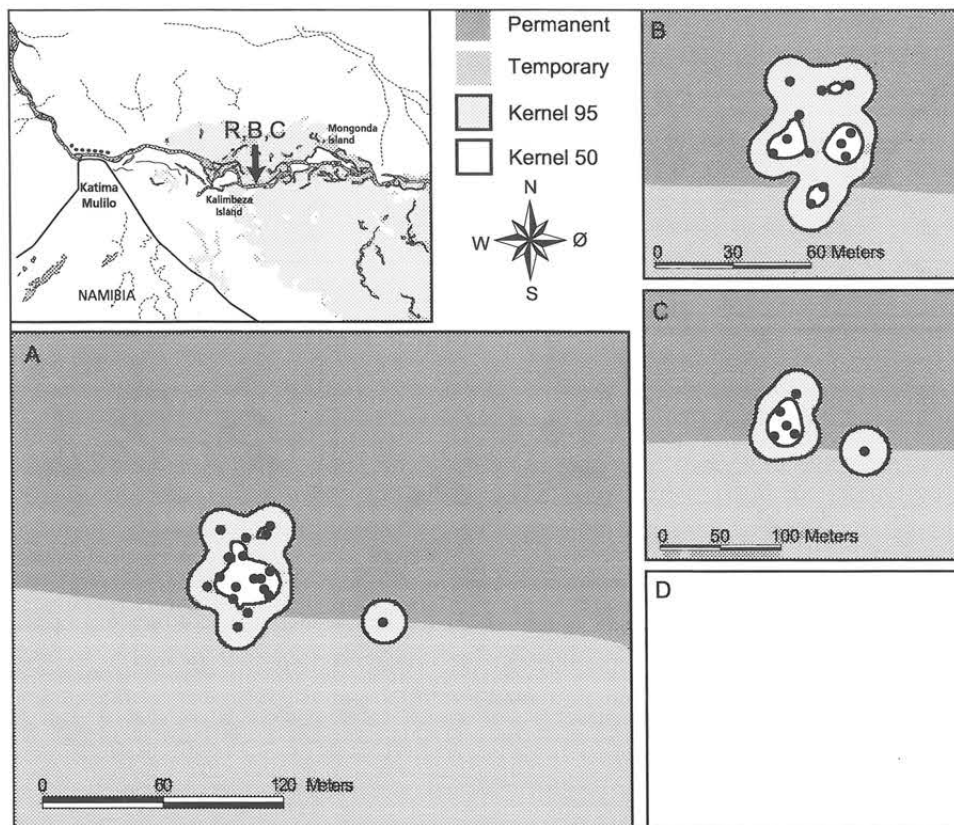 R,B,C
Mongonda
Island
Katima
Mulilo
Kalimbeza
Island
NAMIBIA
Permanent
Temporary
Kernel 95
Kernel 50
N
W
Ø
S
B
0 30 60 Meters
A
0 60 120 Meters
C
0 50 100 Meters
D